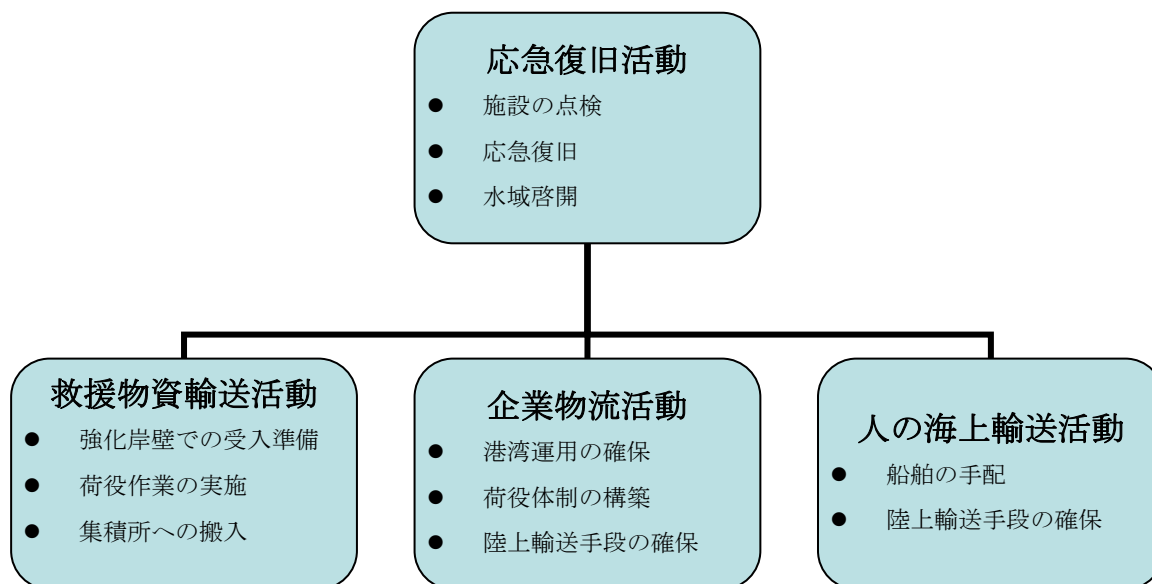 応急復旧活動
● 施設の点検
● 応急復旧
● 水域啓開
救援物資輸送活動
● 強化岸壁での受入準備
● 荷役作業の実施
● 集積所への搬入
企業物流活動
● 港湾運用の確保
● 荷役体制の構築
● 陸上輸送手段の確保
人の海上輸送活動
● 船舶の手配
● 陸上輸送手段の確保